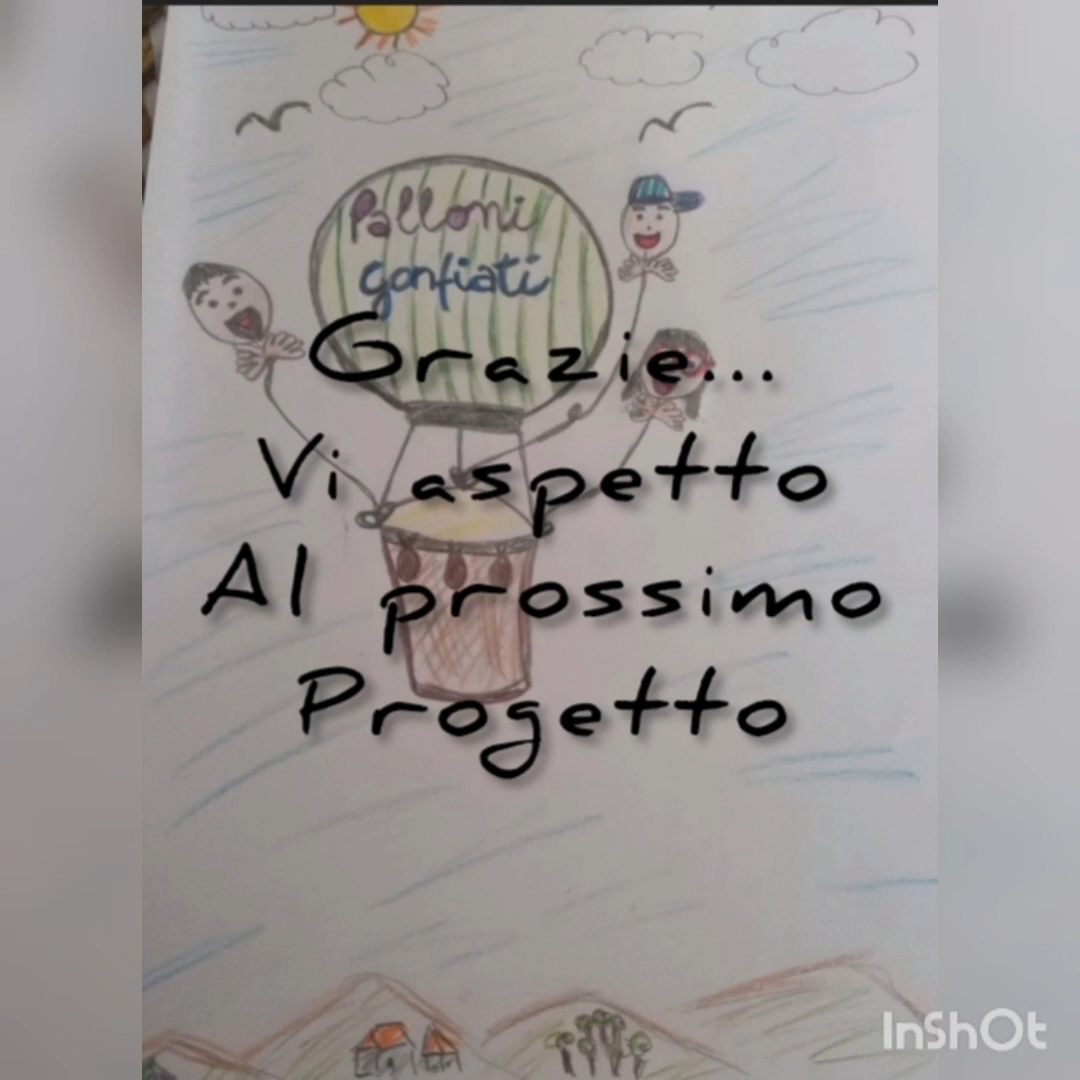 Palloni
gonfiati
Grazie...
Vi aspetto
Al prossimo
Progetto
InShOt